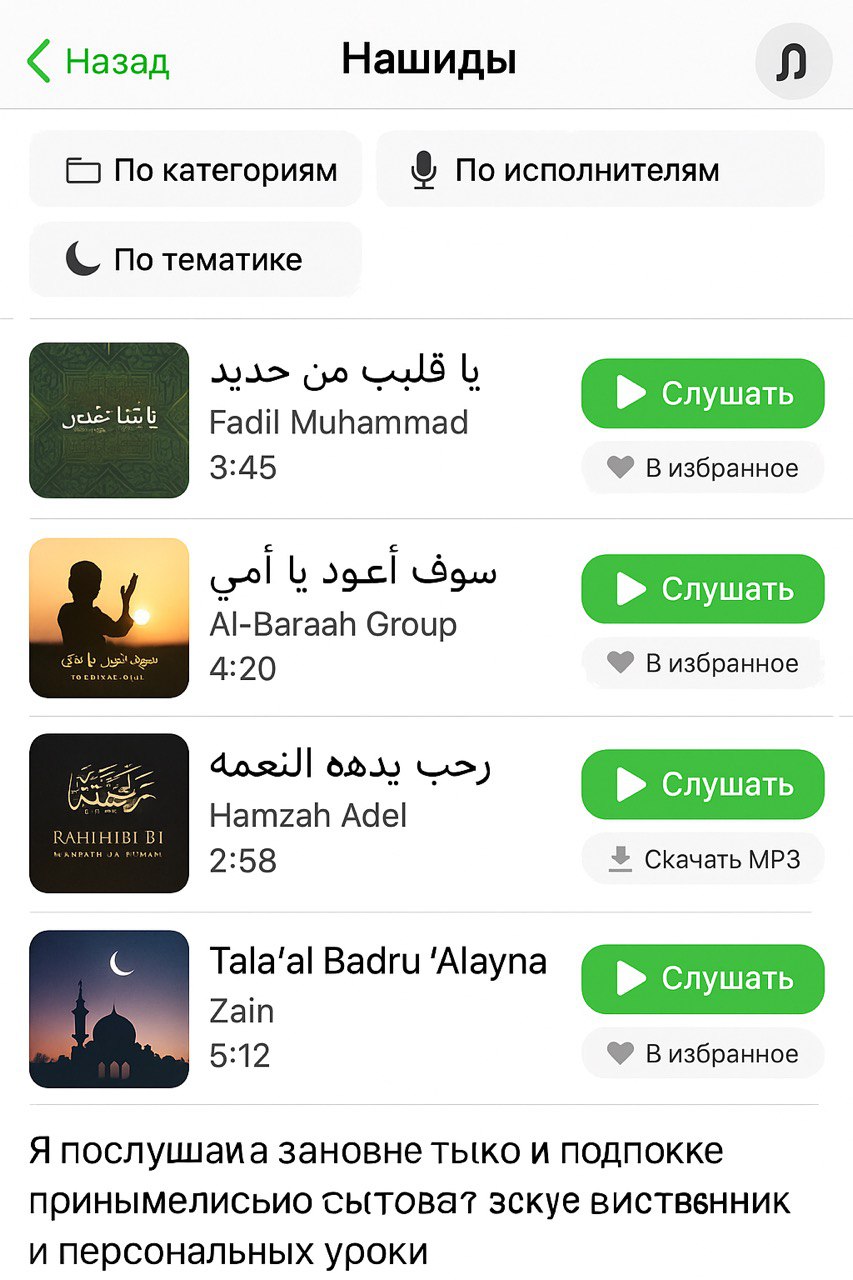 Назад
Нашиды
По категориям
По исполнителям
По тематике
يا قلبب من حديد
Fadil Muhammad
3:45
Слушать
В избранное
سوف أعود يا أمي
Al-Baraah Group
4:20
Слушать
В избранное
رحب يدهه النعمه
Hamzah Adel
2:58
RAHIHIBI BI
Слушать
Скачать MP3
Tala’al Badru ‘Alayna
Zain
5:12
Слушать
В избранное
Я послушаиа зановне тыко и подпокке
принымелисьио
и персональных уроки